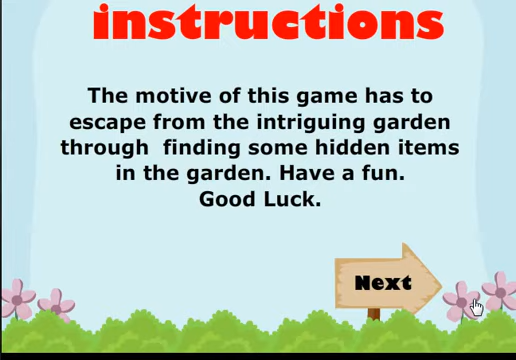 instructions
The motive of this game has to
escape from the intriguing garden
through finding some hidden items
in the garden. Have a fun.
Good Luck.
Next